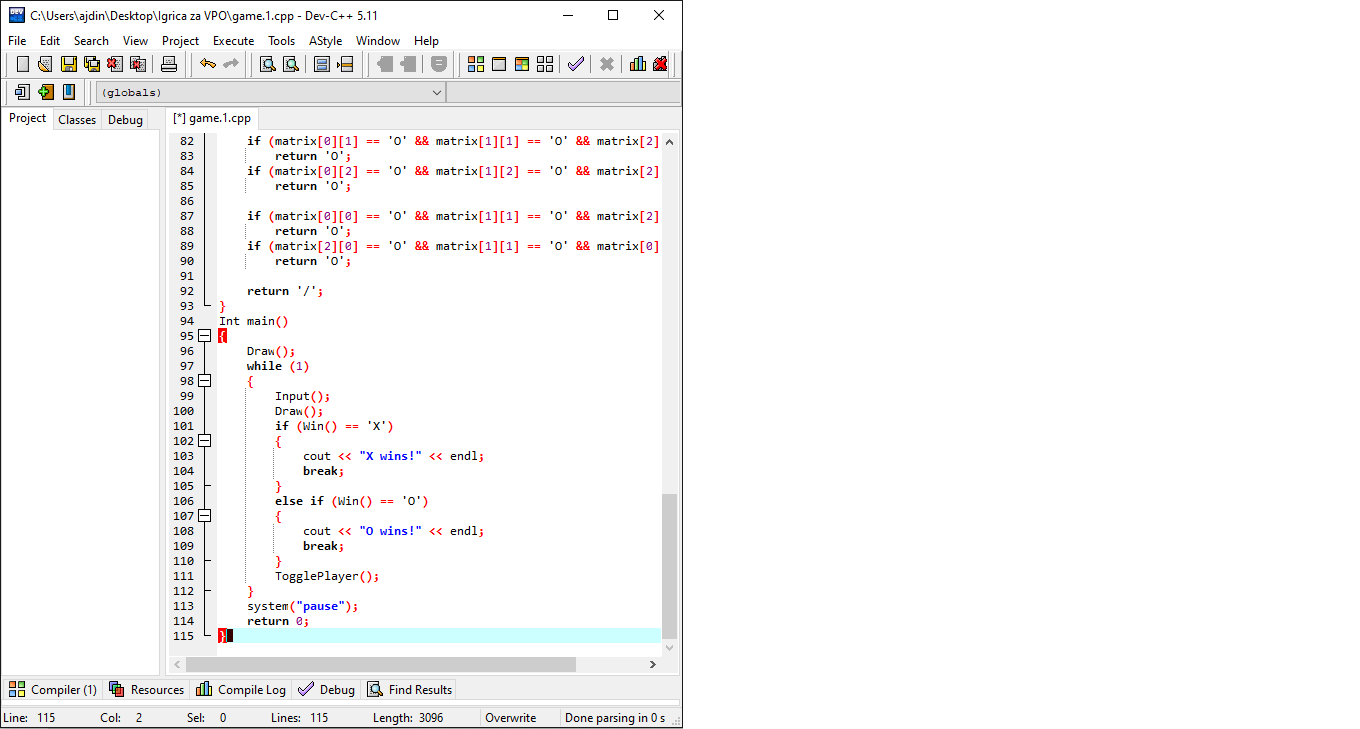 C:\Users\ajdin\Desktop\Igrica za VPO\game.1.cpp - Dev-C++ 5.11
File Edit Search View Project Execute Tools AStyle Window Help
(globals)
Project Classes Debug
[*] game.1.cpp
82 if (matrix[0][1] == 'O' && matrix[1][1] == 'O' && matrix[2]
83 return 'O';
84 if (matrix[0][2] == 'O' && matrix[1][2] == 'O' && matrix[2]
85 return 'O';
86
87 if (matrix[0][0] == 'O' && matrix[1][1] == 'O' && matrix[2]
88 return 'O';
89 if (matrix[2][0] == 'O' && matrix[1][1] == 'O' && matrix[0]
90 return 'O';
91
92 return '/';
93 }
94 Int main()
95 {
96 Draw();
97 while (1)
98 {
99 Input();
100 Draw();
101 if (Win() == 'X')
102 {
103 cout << "X wins!" << endl;
104 break;
105 }
106 else if (Win() == 'O')
107 {
108 cout << "O wins!" << endl;
109 break;
110 }
111 TogglePlayer();
112 }
113 system("pause");
114 return 0;
115 }
Compiler (1) Resources Compile Log Debug Find Results
Line: 115 Col: 2 Sel: 0 Lines: 115 Length: 3096 Overwrite Done parsing in 0 s